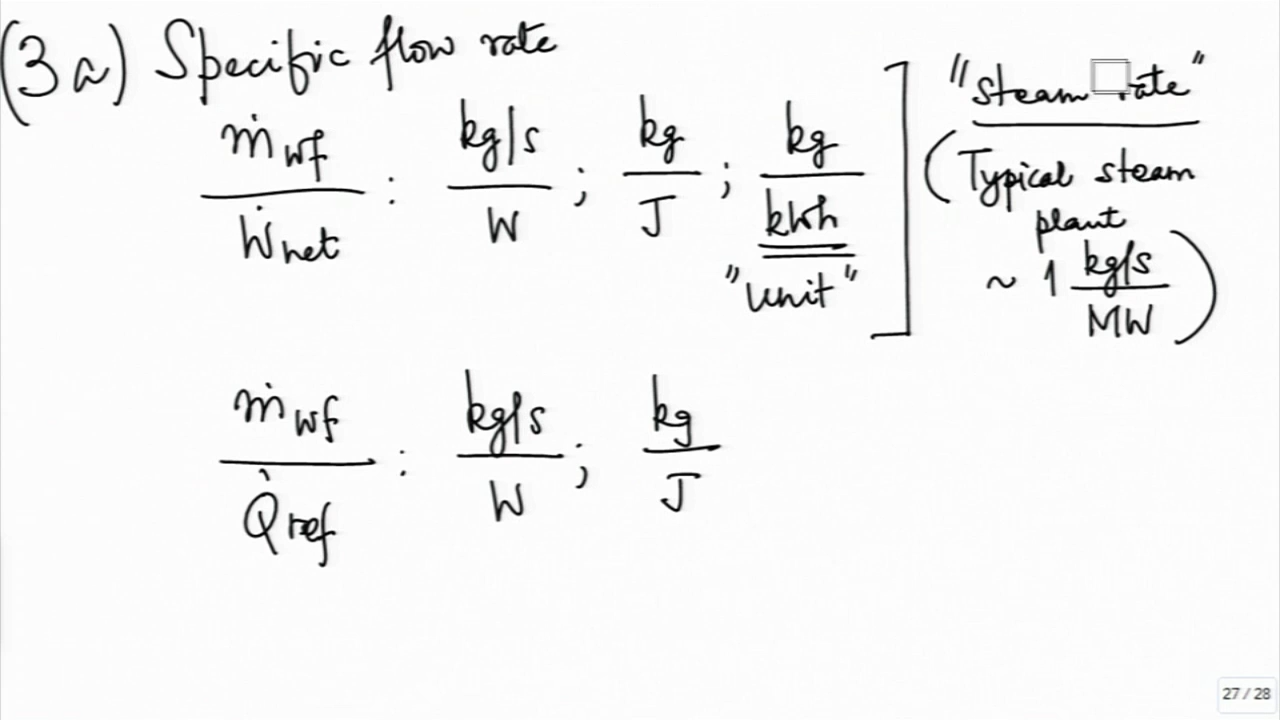 (3a) Specific flow rate
ṁwf / Ẇnet : kg/s / W ; kg / J ; kg / kWh
"Unit"
"Steam rate"
(Typical steam
plant
~ 1 kg/s / MW)
ṁwf / Q̇ref : kg/s / W ; kg / J
27 / 28